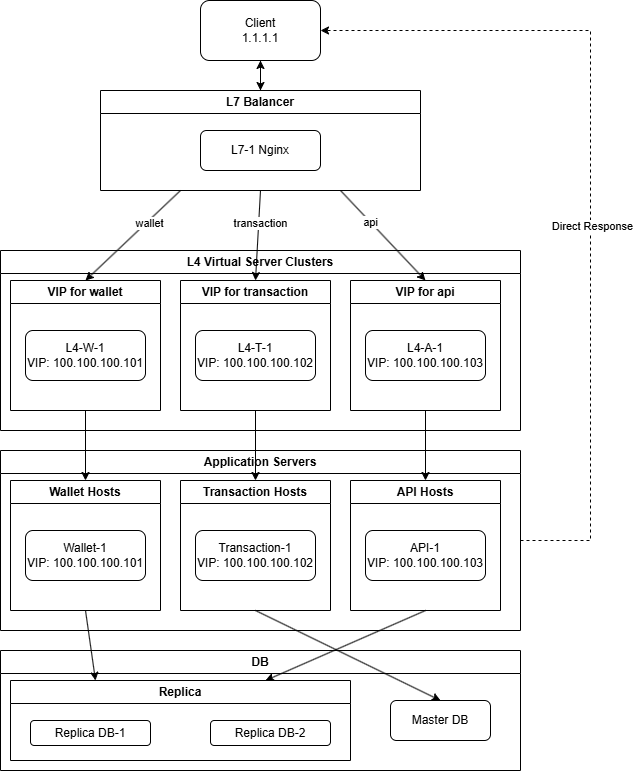 Client
1.1.1.1
L7 Balancer
L7-1 Nginx
wallet
transaction
api
Direct Response
L4 Virtual Server Clusters
VIP for wallet
VIP for transaction
VIP for api
L4-W-1
VIP: 100.100.100.101
L4-T-1
VIP: 100.100.100.102
L4-A-1
VIP: 100.100.100.103
Application Servers
Wallet Hosts
Transaction Hosts
API Hosts
Wallet-1
VIP: 100.100.100.101
Transaction-1
VIP: 100.100.100.102
API-1
VIP: 100.100.100.103
DB
Replica
Replica DB-1
Replica DB-2
Master DB